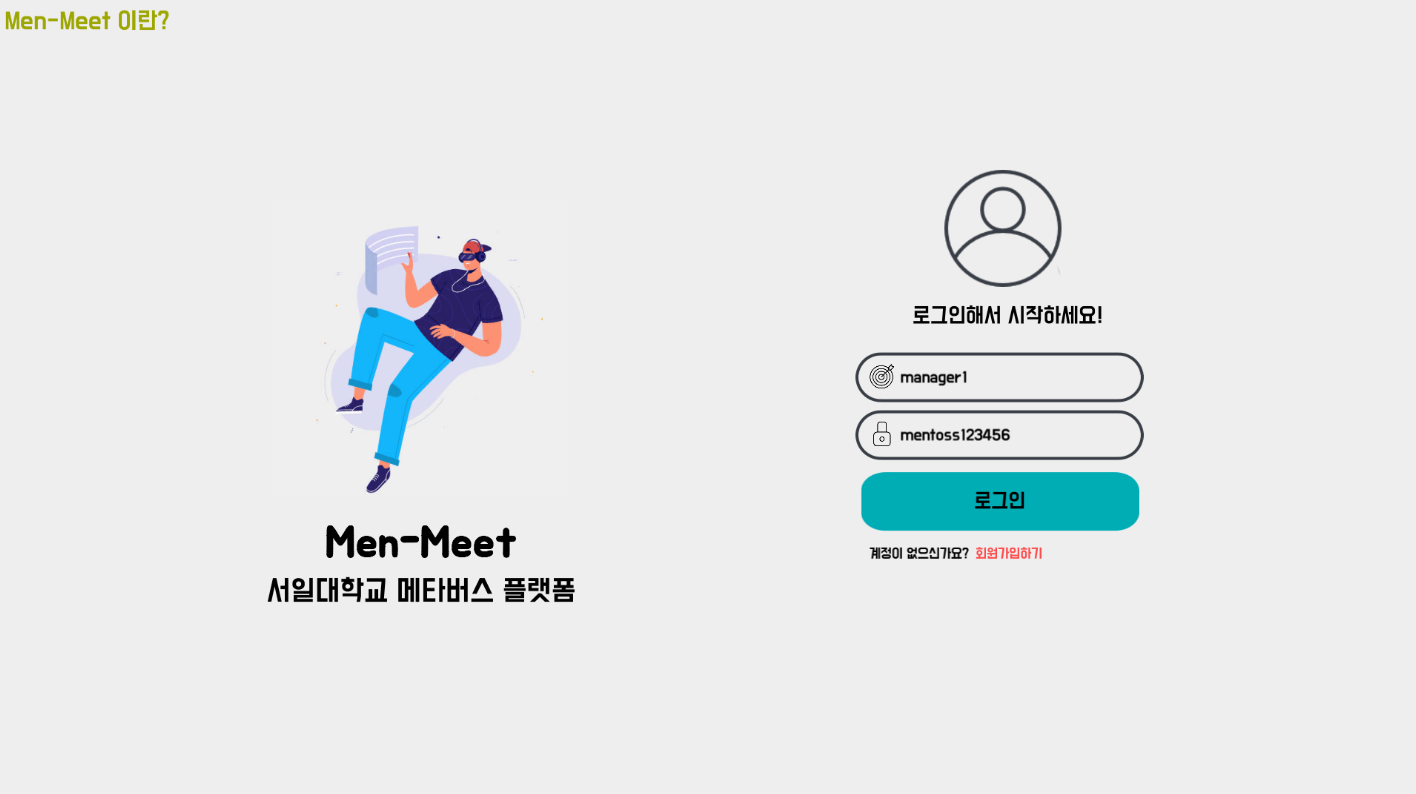 Men-Meet 이란?
Men-Meet
서일대학교 메타버스 플랫폼
로그인해서 시작하세요!
manager1
mentoss123456
로그인
계정이 없으신가요? 회원가입하기